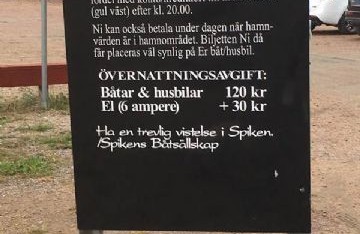 (gul väst) efter kl. 20.00.
Ni kan också betala under dagen när hamn-
värden är i hamnområdet. Biljetten Ni då
får placeras väl synlig på Er båt/husbil.
ÖVERNATTNINGSAVGIFT:
Båtar & husbilar 120 kr
El (6 ampere) + 30 kr
Ha en trevlig vistelse i Spiken.
/Spikens Båtsällskap